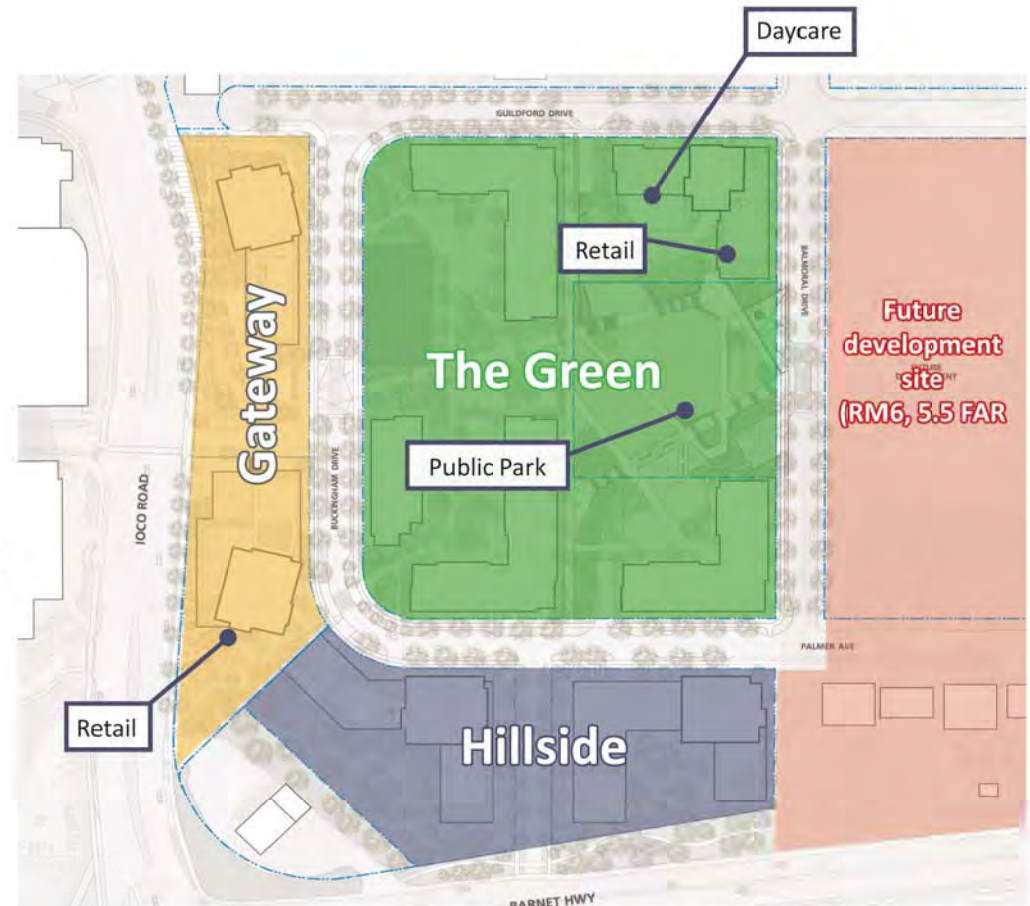 Daycare
GUILDFORD DRIVE
Retail
BALMORAL DRIVE
Gateway
The Green
Future
development
site
(RM6, 5.5 FAR
Public Park
BUCKINGHAM DRIVE
IOCO ROAD
PALMER AVE
Retail
Hillside
BARNET HWY